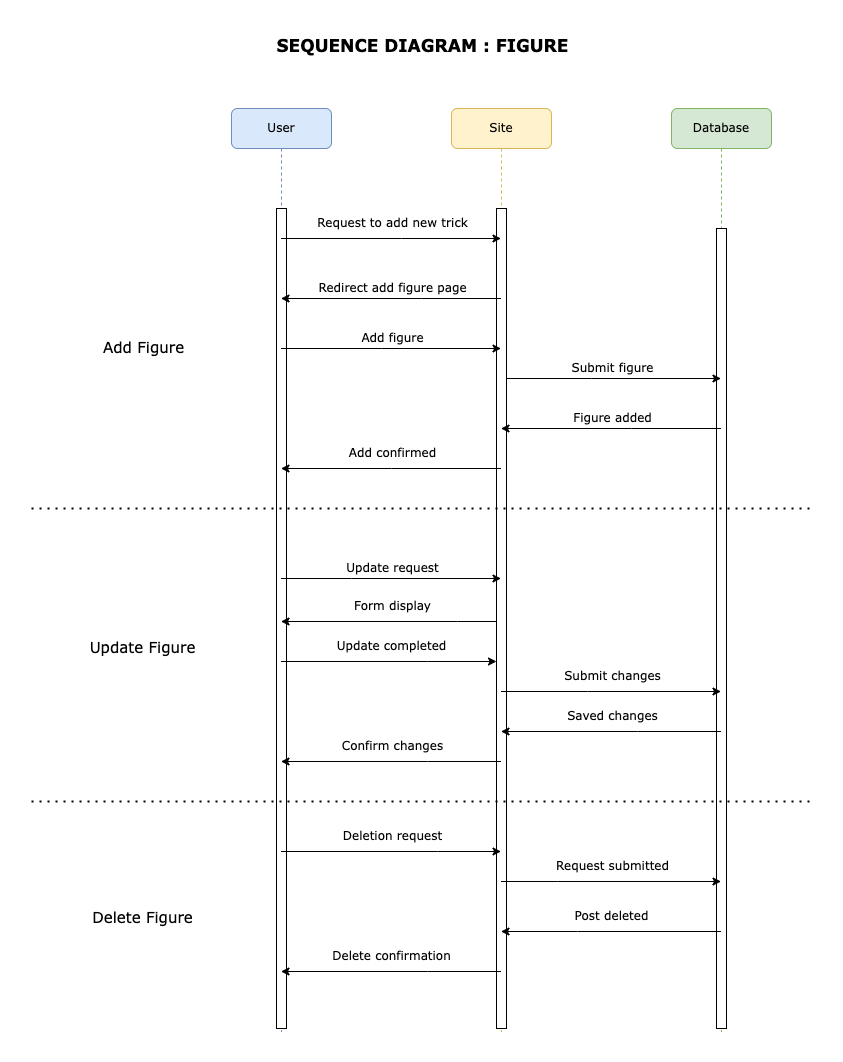 SEQUENCE DIAGRAM : FIGURE
User
Site
Database
Request to add new trick
Redirect add figure page
Add figure
Add Figure
Submit figure
Figure added
Add confirmed
Update request
Form display
Update completed
Update Figure
Submit changes
Saved changes
Confirm changes
Deletion request
Request submitted
Post deleted
Delete Figure
Delete confirmation